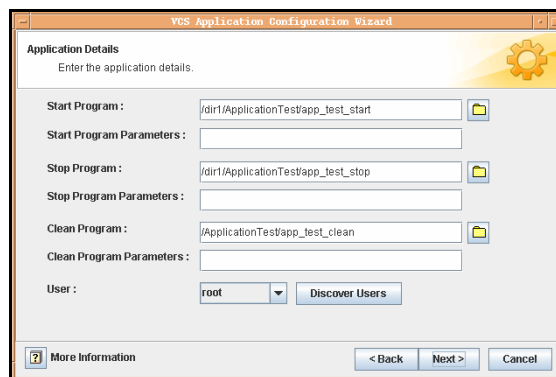 VCS Application Configuration Wizard
Application Details
Enter the application details.
Start Program :
/dir1/ApplicationTest/app_test_start
Start Program Parameters :
Stop Program :
/dir1/ApplicationTest/app_test_stop
Stop Program Parameters :
Clean Program :
/ApplicationTest/app_test_clean
Clean Program Parameters :
User :
root
Discover Users
? More Information
< Back
Next >
Cancel